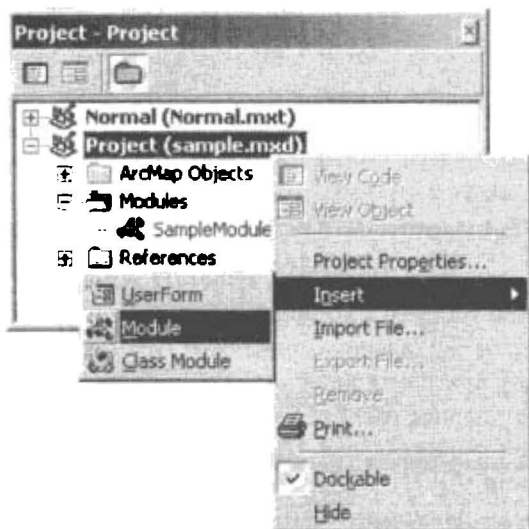 Project - Project
Normal (Normal.mxt)
Project (sample.mxd)
ArcMap Objects
Modules
SampleModule
References
View Code
View Object
Project Properties...
Insert
Import File...
Export File...
Remove
Print...
Dockable
Hide
UserForm
Module
Class Module